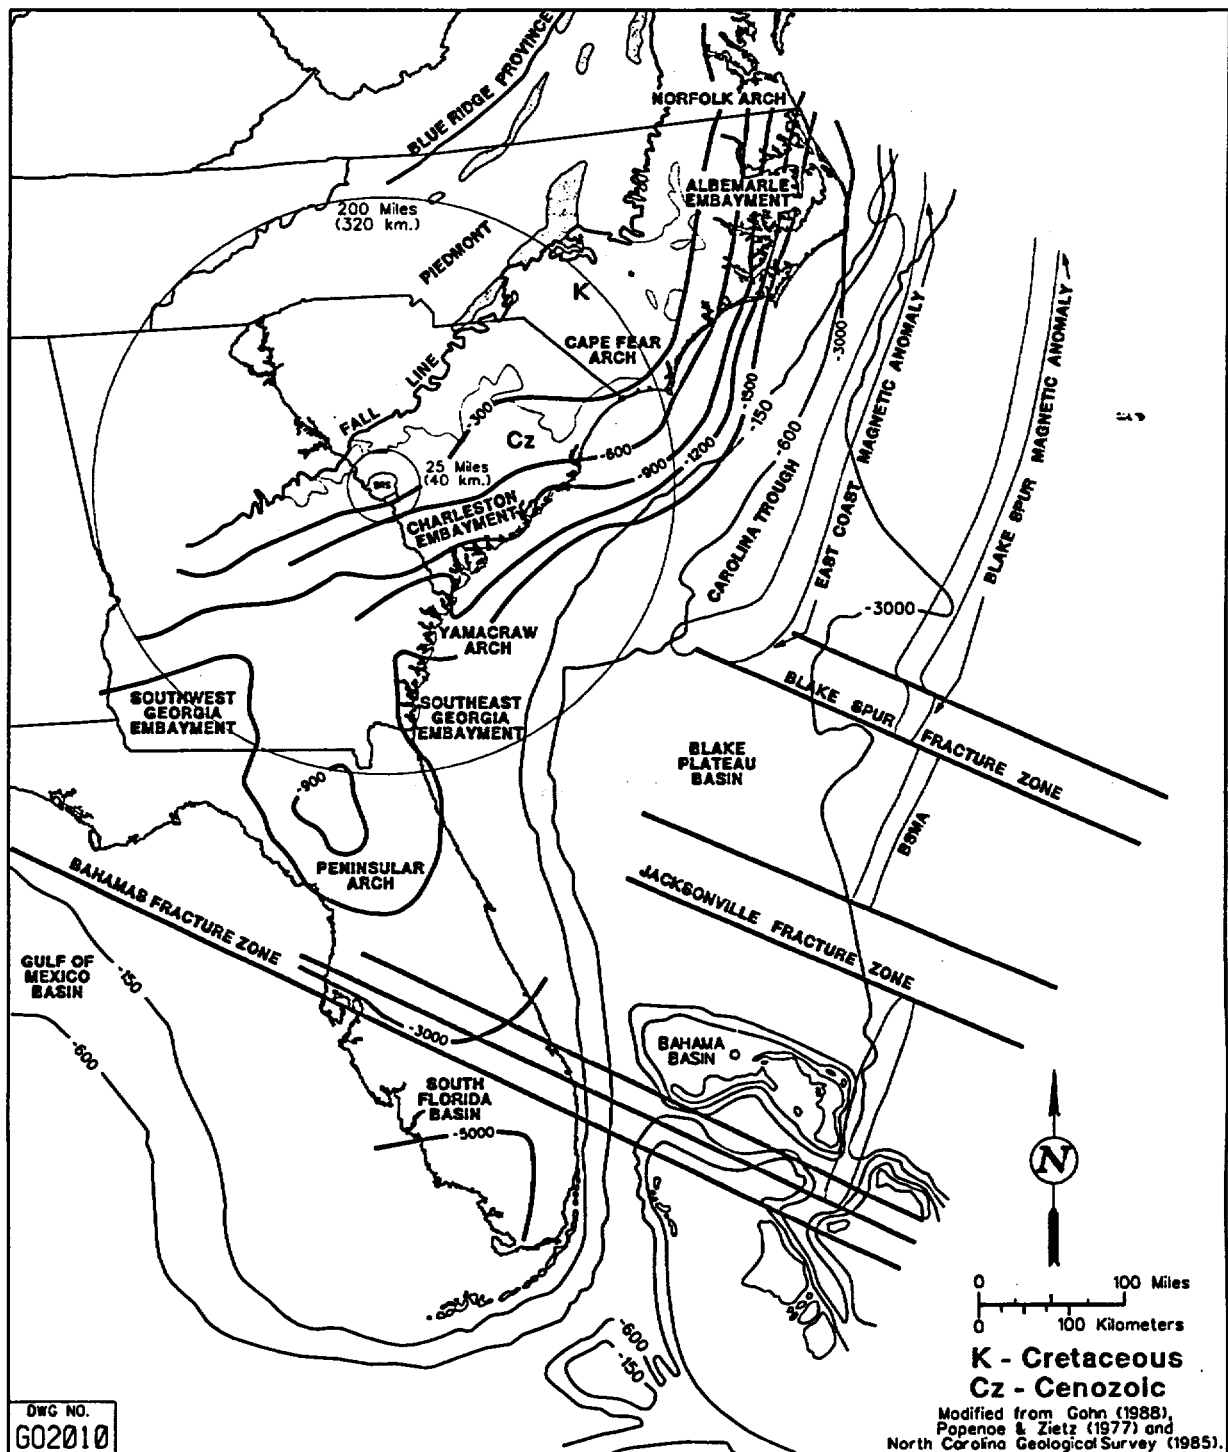 BLUE RIDGE PROVINCE
NORFOLK ARCH
ALBEMARLE
EMBAYMENT
200 Miles
(320 km.)
PIEDMONT
K
CAPE FEAR
ARCH
FALL LINE
-300
Cz
-600
-900
-1200
-1500
-150
-600
-3000
25 Miles
(40 km.)
SRS
CHARLESTON
EMBAYMENT
CAROLINA TROUGH
EAST COAST MAGNETIC ANOMALY
BLAKE SPUR MAGNETIC ANOMALY
-3000
YAMACRAW
ARCH
SOUTHWEST
GEORGIA
EMBAYMENT
SOUTHEAST
GEORGIA
EMBAYMENT
BLAKE SPUR FRACTURE ZONE
BLAKE
PLATEAU
BASIN
-900
BSMA
PENINSULAR
ARCH
BAHAMAS FRACTURE ZONE
JACKSONVILLE FRACTURE ZONE
GULF OF
MEXICO
BASIN
-150
-600
-3000
BAHAMA
BASIN
SOUTH
FLORIDA
BASIN
-5000
N
0 100 Miles
0 100 Kilometers
-600
-150
K - Cretaceous
Cz - Cenozoic
Modified from Gohn (1988),
Popenoe & Zietz (1977) and
North Carolina Geological Survey (1985).
DWG NO.
G02010